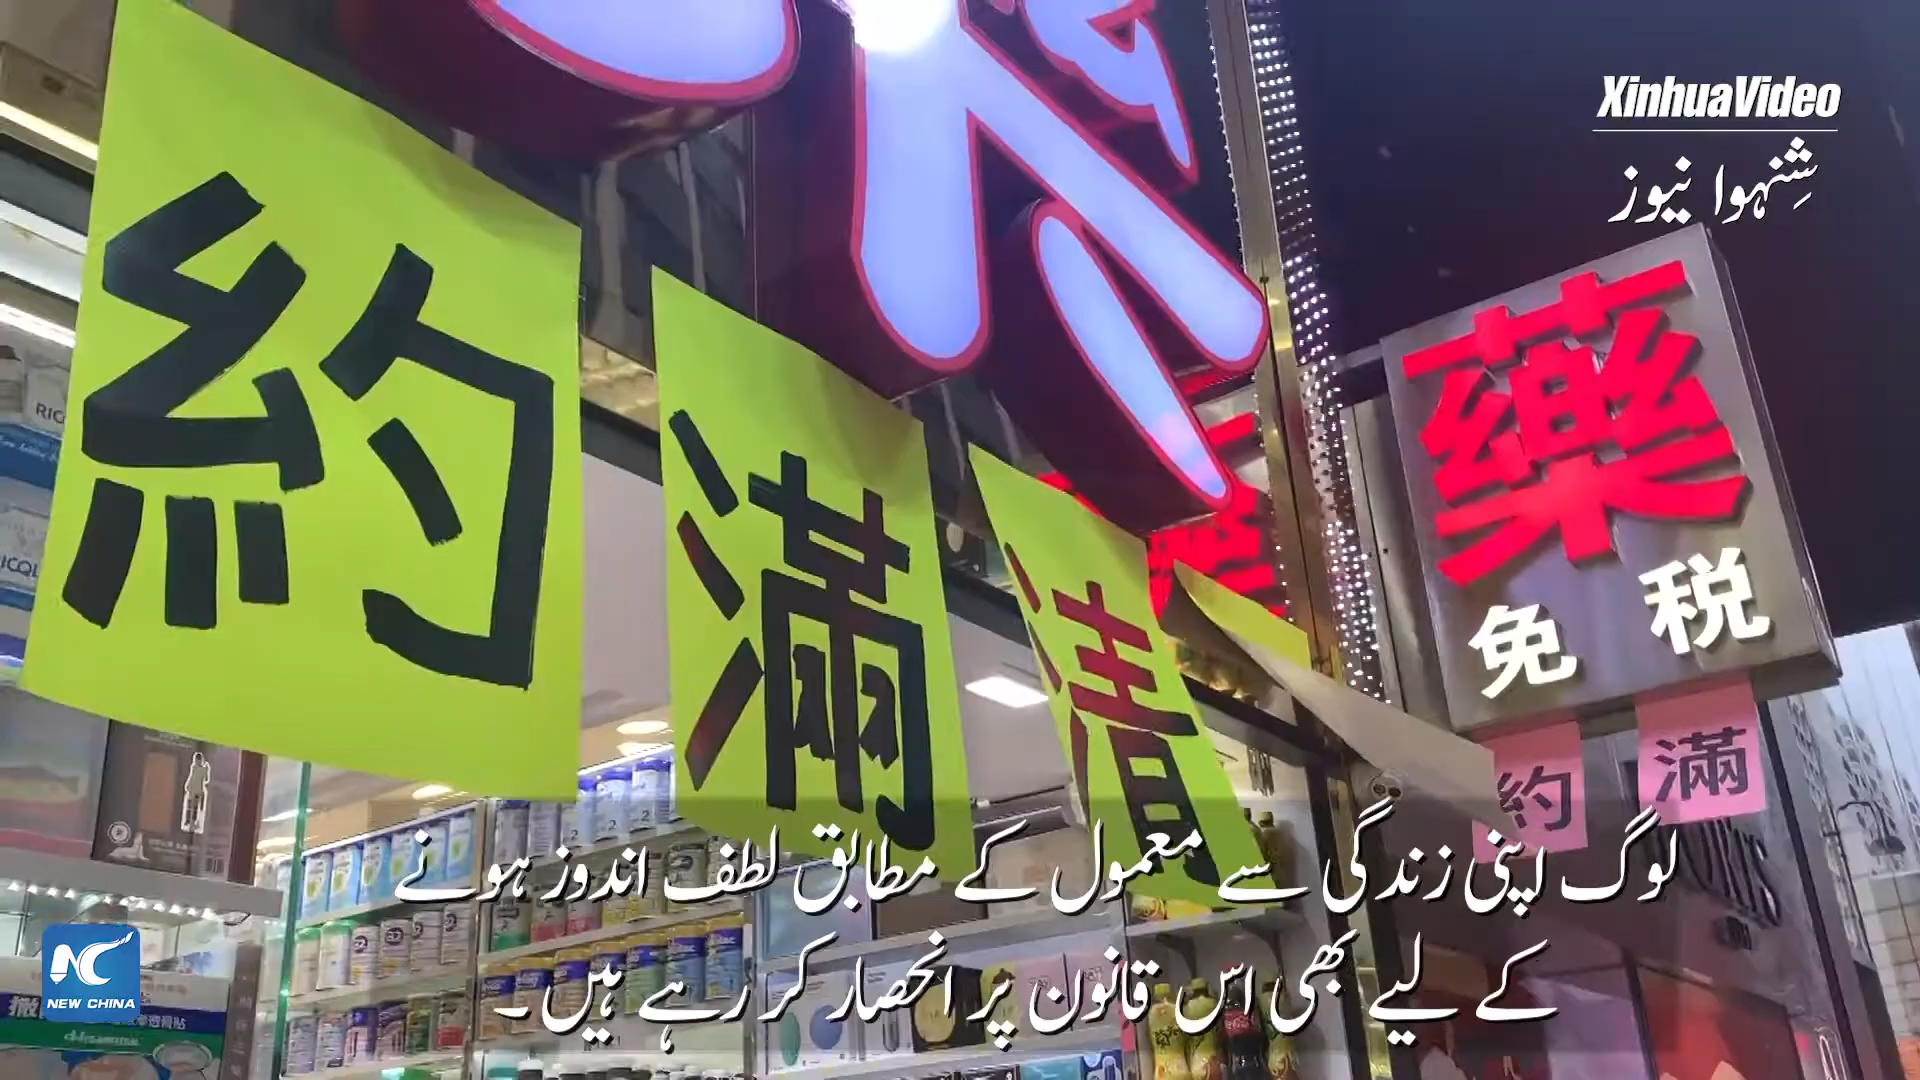 XinhuaVideo
شِنہوا نیوز
約滿清
藥
免税
約滿
لوگ اپنی زندگی سے معمول کے مطابق لطف اندوز ہونے
کے لیے بھی اس قانون پر انحصار کر رہے ہیں۔
NC
NEW CHINA